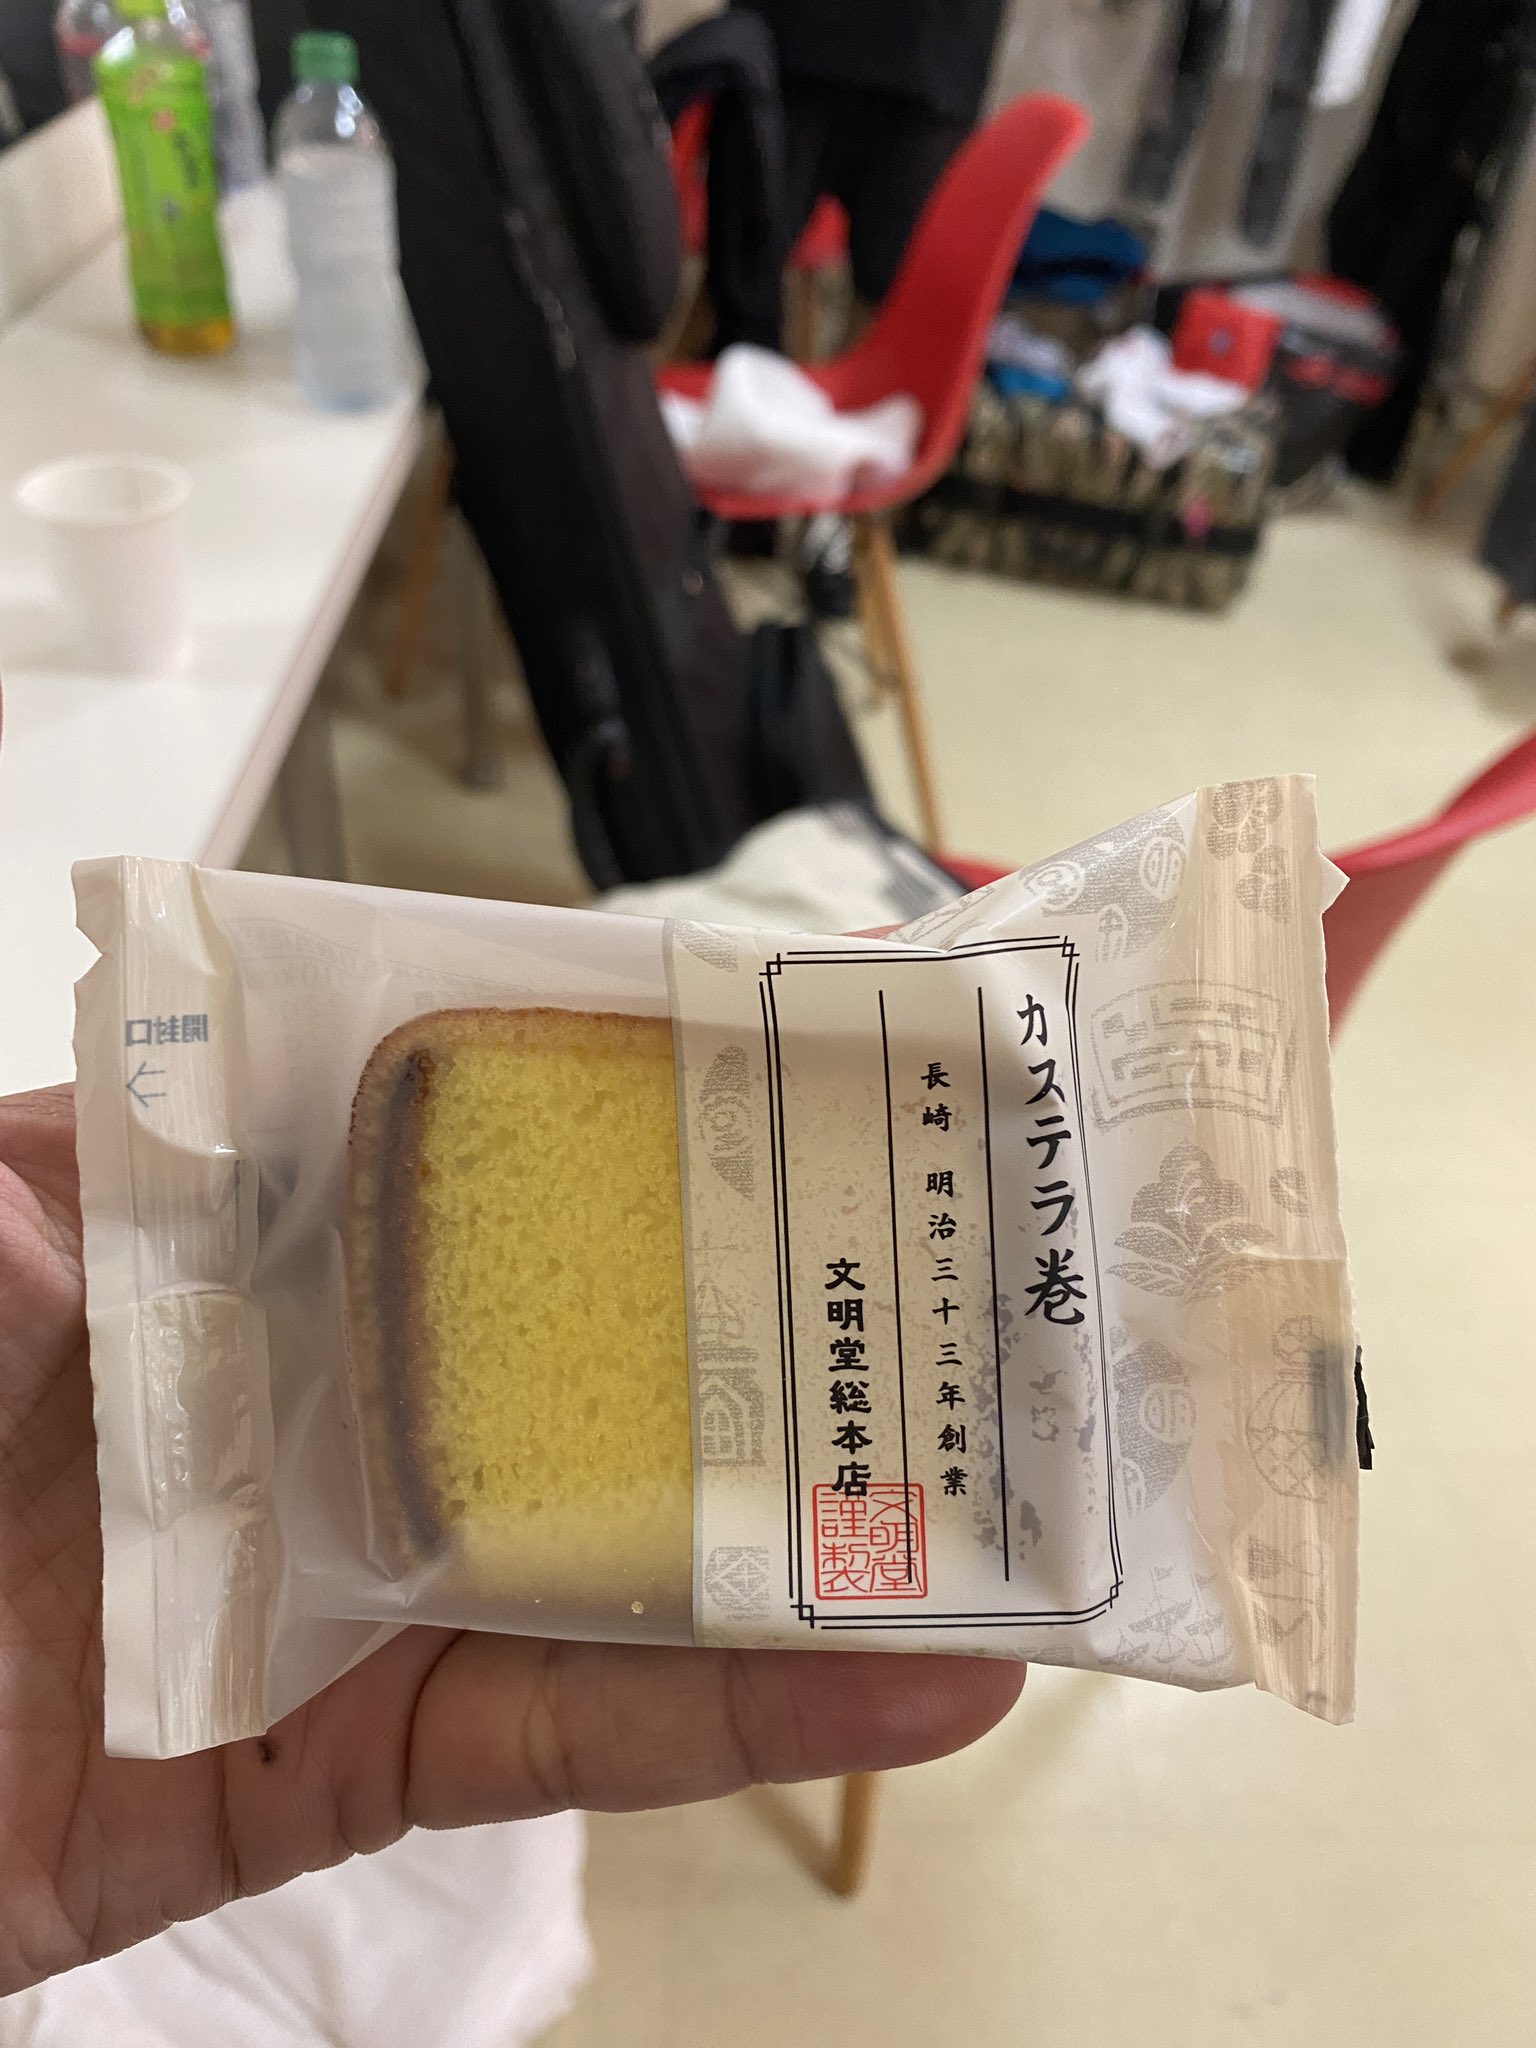 カステラ巻
長崎 明治三十三年創業
文明堂総本店
文明堂
謹製
開封口